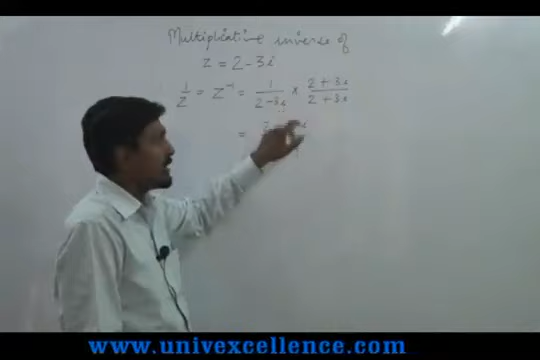 Multiplicative inverse of
z = 2 - 3i
1/z = z⁻¹ = 1/(2-3i) × (2+3i)/(2+3i)
=
www.univexcellence.com